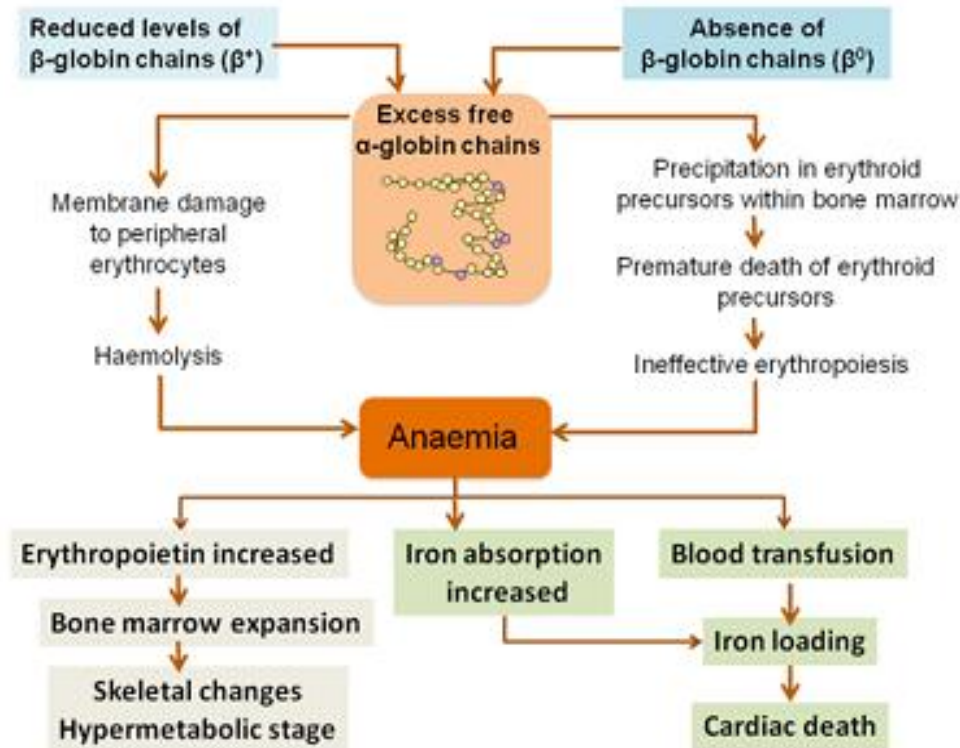 Reduced levels of
β-globin chains (β⁺)
Absence of
β-globin chains (β⁰)
Excess free
α-globin chains
Membrane damage
to peripheral
erythrocytes
Haemolysis
Precipitation in erythroid
precursors within bone marrow
Premature death of erythroid
precursors
Ineffective erythropoiesis
Anaemia
Erythropoietin increased
Bone marrow expansion
Skeletal changes
Hypermetabolic stage
Iron absorption
increased
Blood transfusion
Iron loading
Cardiac death